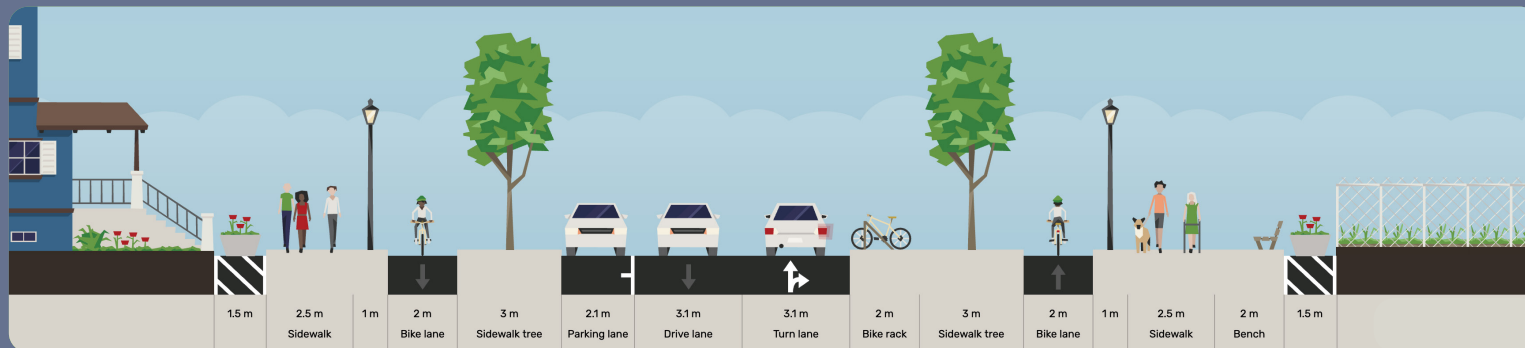 1.5 m
2.5 m
Sidewalk
1 m
2 m
Bike lane
3 m
Sidewalk tree
2.1 m
Parking lane
3.1 m
Drive lane
3.1 m
Turn lane
2 m
Bike rack
3 m
Sidewalk tree
2 m
Bike lane
1 m
2.5 m
Sidewalk
2 m
Bench
1.5 m